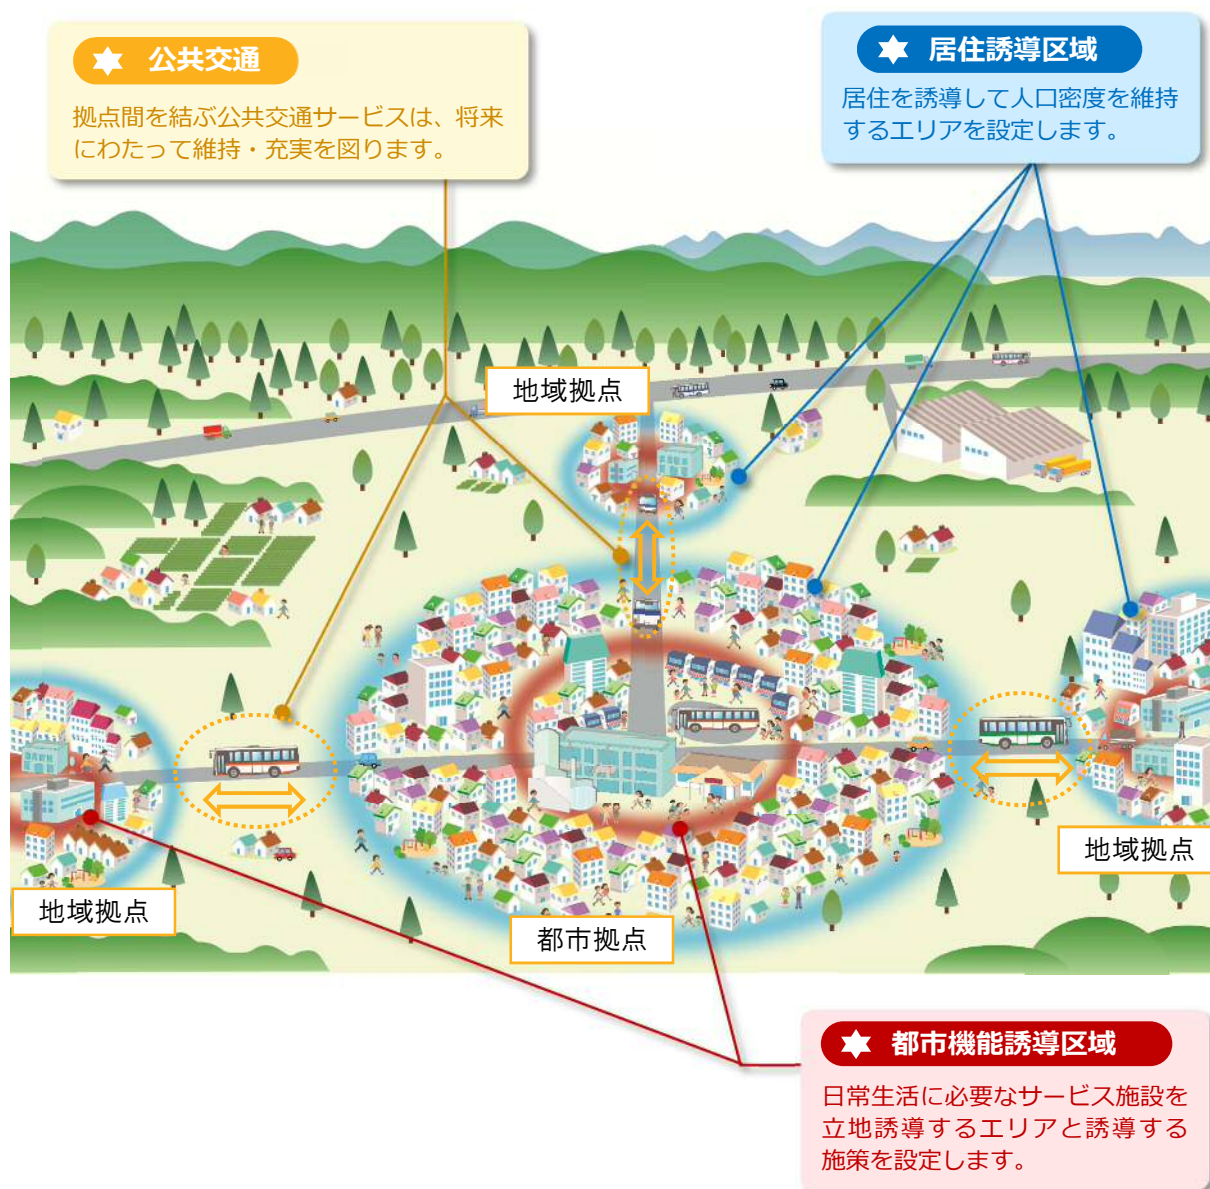 公共交通
拠点間を結ぶ公共交通サービスは、将来
にわたって維持・充実を図ります。
居住誘導区域
居住を誘導して人口密度を維持
するエリアを設定します。
地域拠点
地域拠点
地域拠点
都市拠点
都市機能誘導区域
日常生活に必要なサービス施設を
立地誘導するエリアと誘導する
施策を設定します。